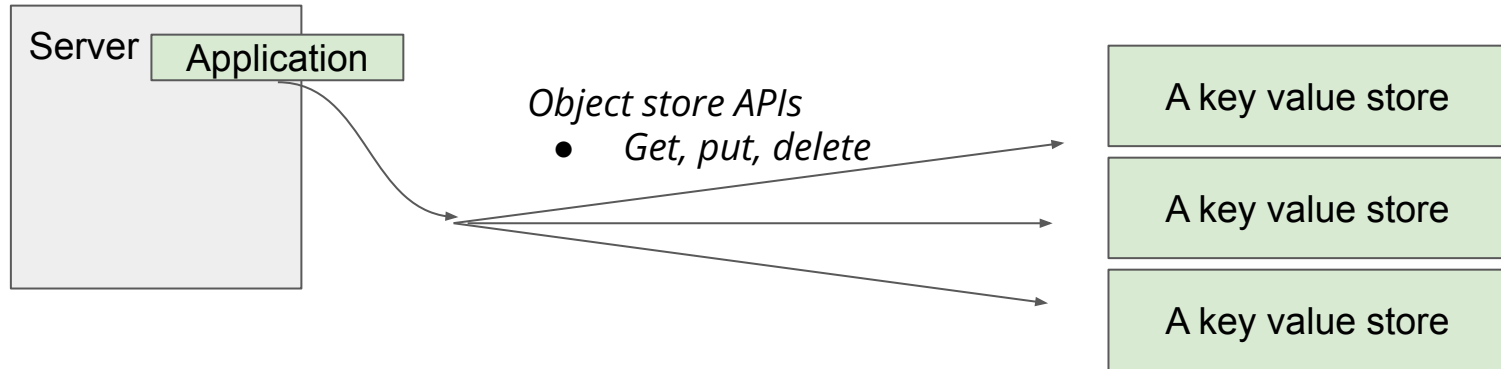 Server
Application
Object store APIs
● Get, put, delete
A key value store
A key value store
A key value store